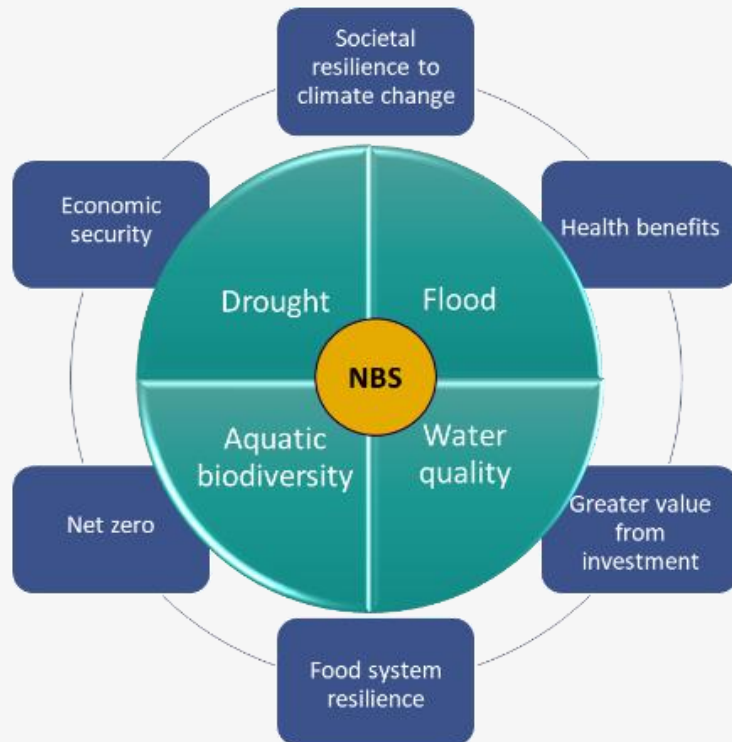 Societal
resilience to
climate change
Economic
security
Health benefits
Drought
Flood
NBS
Aquatic
biodiversity
Water
quality
Net zero
Greater value
from
investment
Food system
resilience